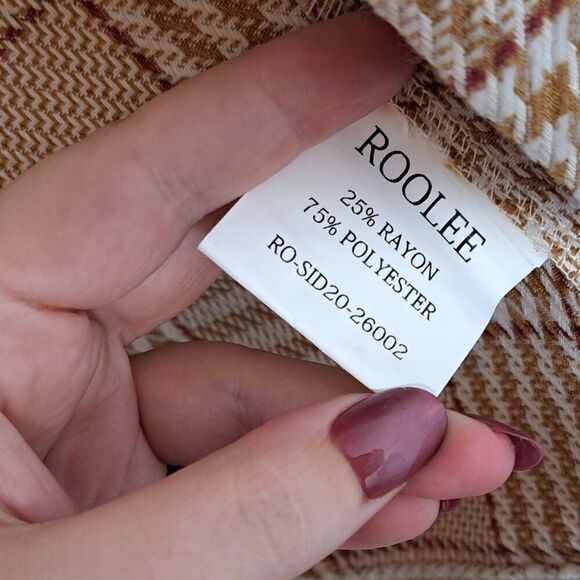 ROOLEE
25% RAYON
75% POLYESTER
RO-SID20-26002